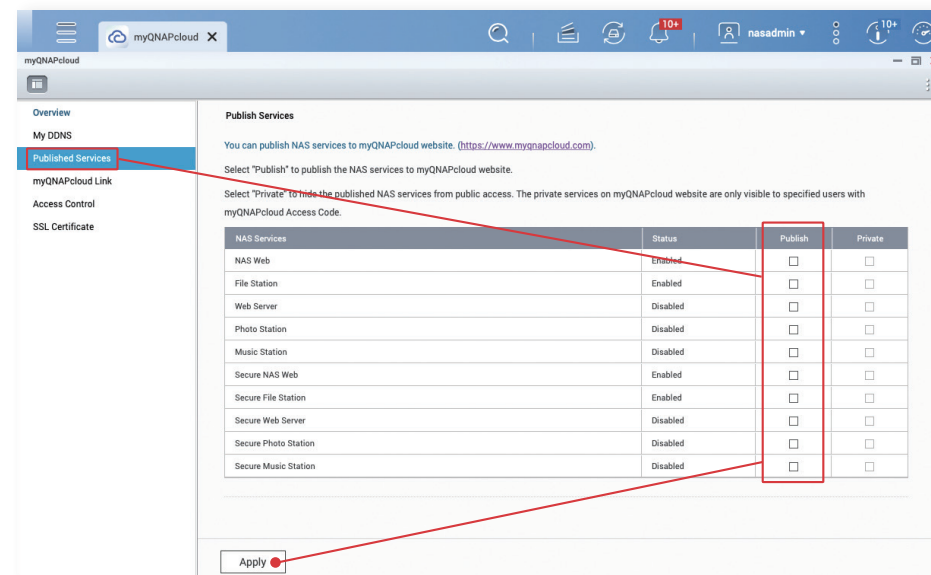 myQNAPcloud X
10+
nasadmin
10+
myQNAPcloud
Overview
My DDNS
Published Services
myQNAPcloud Link
Access Control
SSL Certificate
Publish Services
You can publish NAS services to myQNAPcloud website. (https://www.myqnapcloud.com).
Select "Publish" to publish the NAS services to myQNAPcloud website.
Select "Private" to hide the published NAS services from public access. The private services on myQNAPcloud website are only visible to specified users with
myQNAPcloud Access Code.
NAS Services Status Publish Private
NAS Web Enabled
File Station Enabled
Web Server Disabled
Photo Station Disabled
Music Station Disabled
Secure NAS Web Enabled
Secure File Station Enabled
Secure Web Server Disabled
Secure Photo Station Disabled
Secure Music Station Disabled
Apply